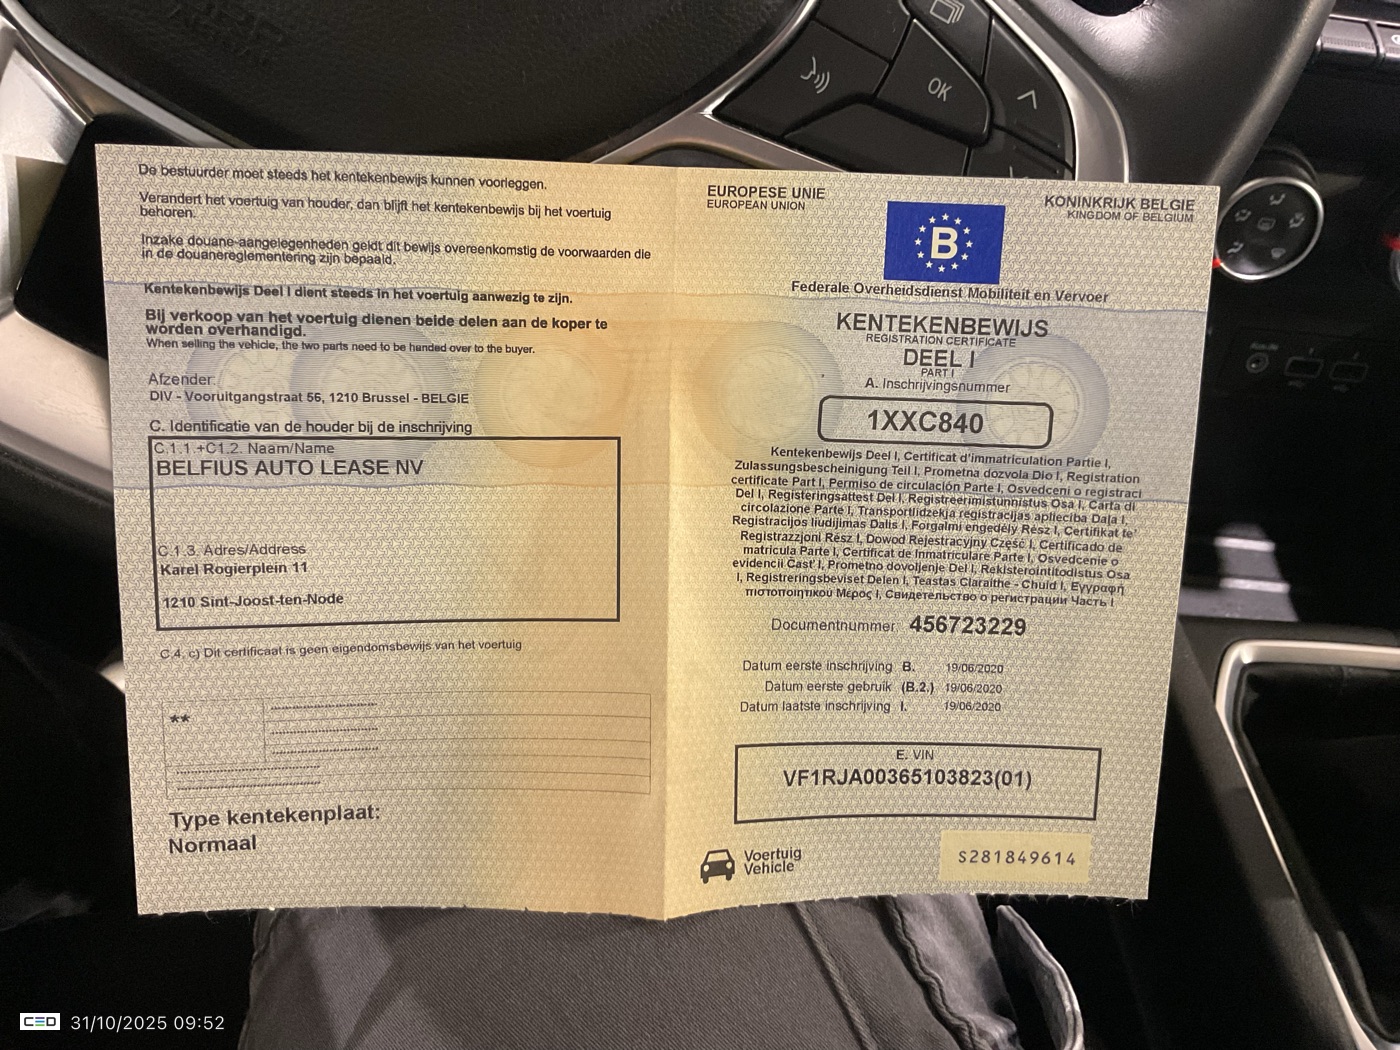 OK
De bestuurder moet steeds het kentekenbewijs kunnen voorleggen.
Verandert het voertuig van houder, dan blijft het kentekenbewijs bij het voertuig
behoren.
Inzake douane-aangelegenheden geldt dit bewijs overeenkomstig de voorwaarden die
in de douanereglementering zijn bepaald.
Kentekenbewijs Deel I dient steeds in het voertuig aanwezig te zijn.
Bij verkoop van het voertuig dienen beide delen aan de koper te
worden overhandigd.
When selling the vehicle, the two parts need to be handed over to the buyer.
Afzender:
DIV - Vooruitgangstraat 56, 1210 Brussel - BELGIE
C. Identificatie van de houder bij de inschrijving
C.1.1.+C1.2. Naam/Name
BELFIUS AUTO LEASE NV
C.1.3. Adres/Address
Karel Rogierplein 11
1210 Sint-Joost-ten-Node
C.4. c) Dit certificaat is geen eigendomsbewijs van het voertuig
**
Type kentekenplaat:
Normaal
EUROPESE UNIE
EUROPEAN UNION
KONINKRIJK BELGIE
KINGDOM OF BELGIUM
B
Federale Overheidsdienst Mobiliteit en Vervoer
KENTEKENBEWIJS
REGISTRATION CERTIFICATE
DEEL I
PART I
A. Inschrijvingsnummer
1XXC840
Kentekenbewijs Deel I, Certificat d'immatriculation Partie I,
Zulassungsbescheinigung Teil I, Prometna dozvola Dio I, Registration
certificate Part I, Permiso de circulación Parte I, Osvedceni o registraci
Del I, Registeringsattest Del I, Registreerimistunnistus Osa I, Carta di
circolazione Parte I, Transportlidzekja registracijas aplieciba Daļa I,
Registracijos liudijimas Dalis I, Forgalmi engedély Rész I, Certifikat te'
Registrazzjoni Rész I, Dowod Rejestracyjny Część I, Certificado de
matricula Parte I, Certificat de Inmatriculare Parte I, Osvedcenie o
evidencii Časť I, Prometno dovoljenje Del I, Rekisterointitodistus Osa
I, Registreringsbeviset Delen I, Teastas Claraithe - Chuid I, Εγγραφή
πιστοποιητικού Μέρος I, Свидетельство о регистрации Часть I
Documentnummer 456723229
Datum eerste inschrijving B. 19/06/2020
Datum eerste gebruik (B.2.) 19/06/2020
Datum laatste inschrijving I. 19/06/2020
E. VIN
VF1RJA00365103823(01)
Voertuig
Vehicle
S281849614
CED 31/10/2025 09:52